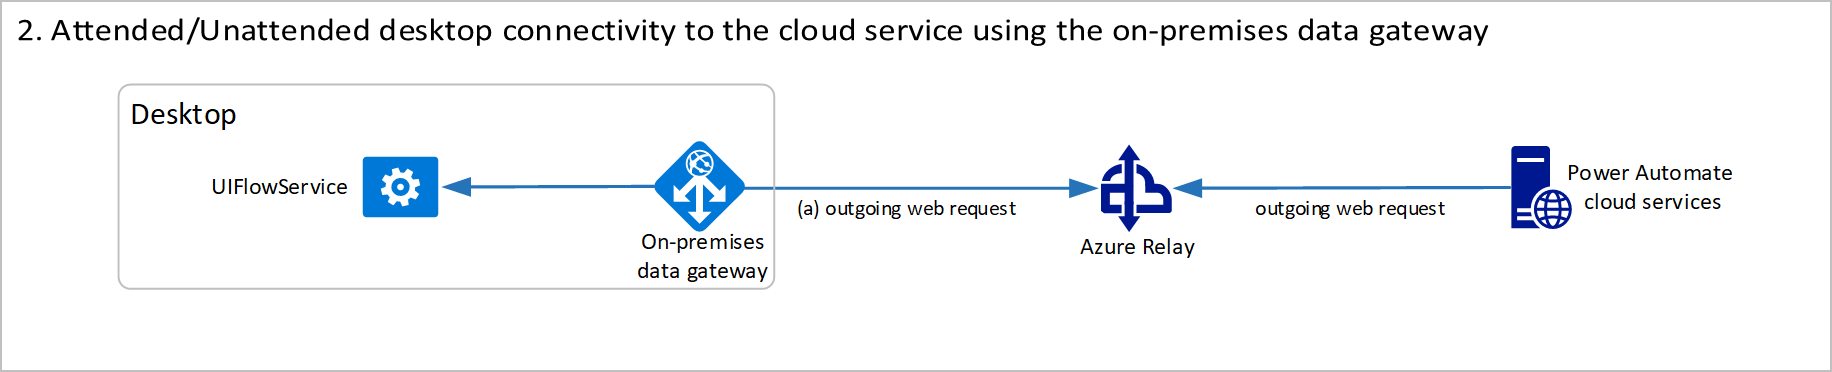 2. Attended/Unattended desktop connectivity to the cloud service using the on-premises data gateway
Desktop
UIFlowService
On-premises
data gateway
(a) outgoing web request
Azure Relay
outgoing web request
Power Automate
cloud services